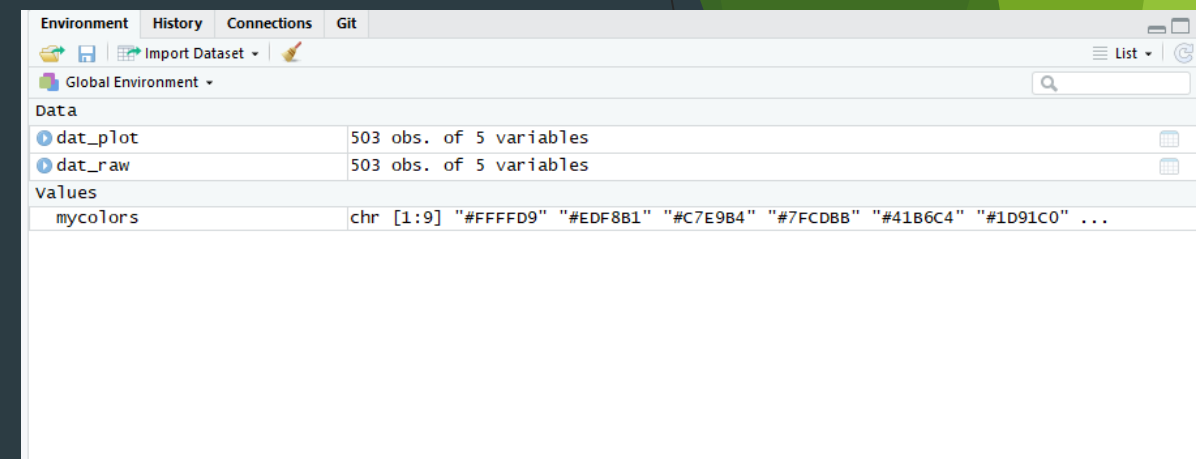 Environment History Connections Git
Import Dataset List
Global Environment
Data
dat_plot 503 obs. of 5 variables
dat_raw 503 obs. of 5 variables
Values
mycolors chr [1:9] "#FFFFD9" "#EDF8B1" "#C7E9B4" "#7FCDBB" "#41B6C4" "#1D91C0" ...